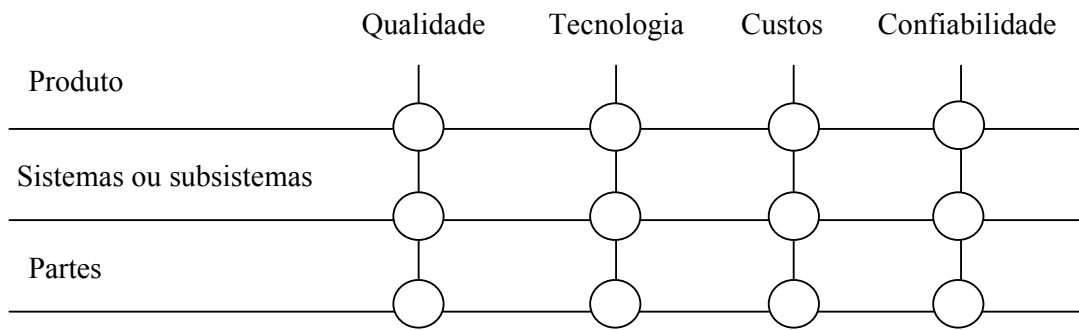 Qualidade Tecnologia Custos Confiabilidade
Produto
Sistemas ou subsistemas
Partes